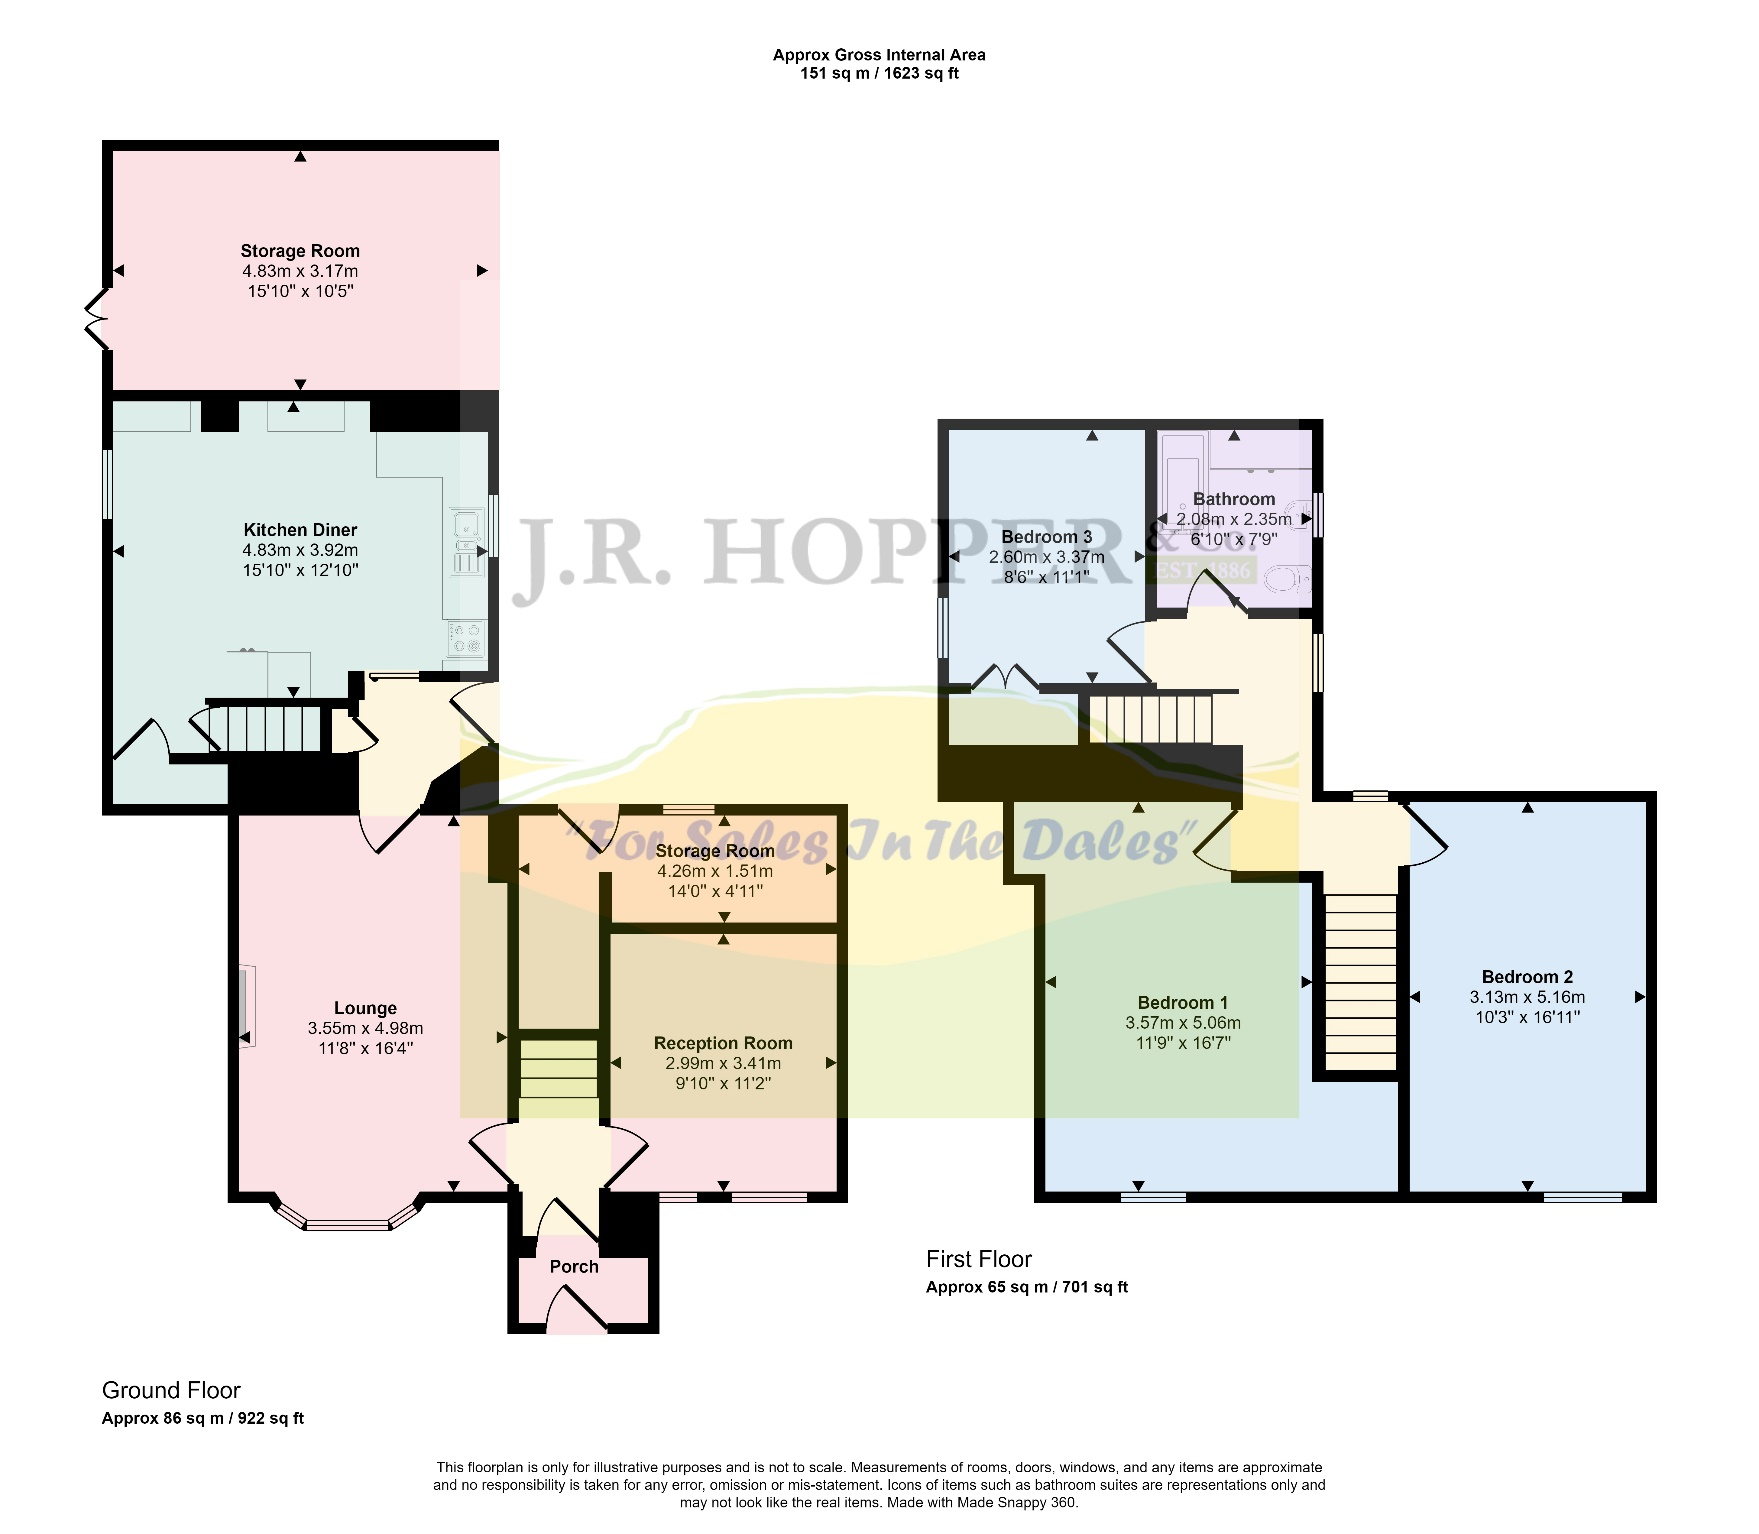 Approx Gross Internal Area
151 sq m / 1623 sq ft
Storage Room
4.83m x 3.17m
15'10" x 10'5"
Kitchen Diner
4.83m x 3.92m
15'10" x 12'10"
J.R. HOPPER & Co.
EST. 1886
Bedroom 3
2.60m x 3.37m
8'6" x 11'1"
Bathroom
2.08m x 2.35m
6'10" x 7'9"
"For Sales In The Dales"
Storage Room
4.26m x 1.51m
14'0" x 4'11"
Lounge
3.55m x 4.98m
11'8" x 16'4"
Reception Room
2.99m x 3.41m
9'10" x 11'2"
Bedroom 1
3.57m x 5.06m
11'9" x 16'7"
Bedroom 2
3.13m x 5.16m
10'3" x 16'11"
Porch
First Floor
Approx 65 sq m / 701 sq ft
Ground Floor
Approx 86 sq m / 922 sq ft
This floorplan is only for illustrative purposes and is not to scale. Measurements of rooms, doors, windows, and any items are approximate
and no responsibility is taken for any error, omission or mis-statement. Icons of items such as bathroom suites are representations only and
may not look like the real items. Made with Made Snappy 360.